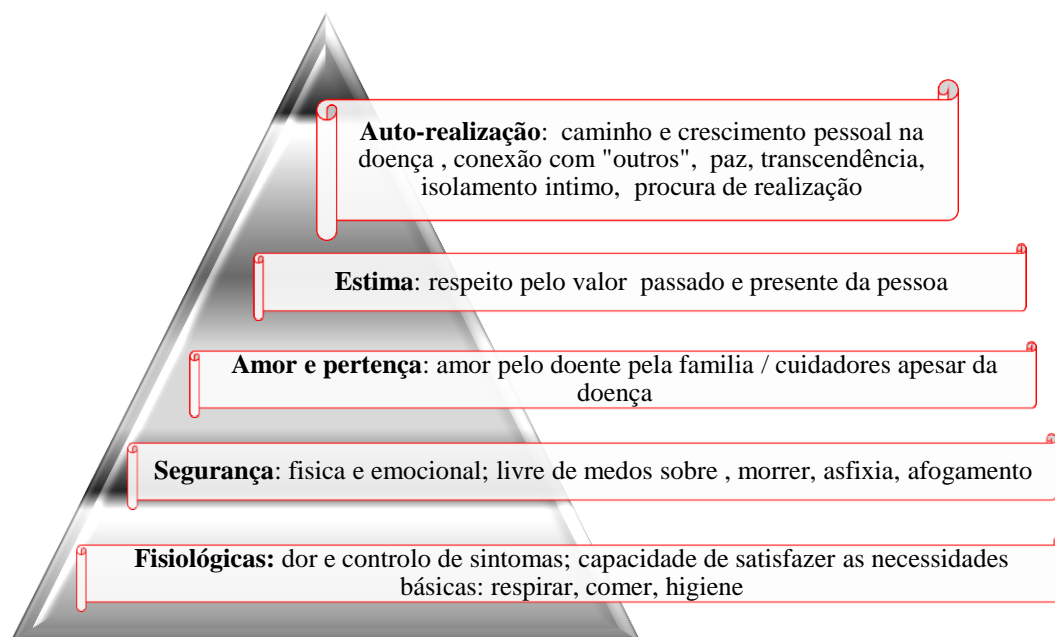 Auto-realização: caminho e crescimento pessoal na
doença , conexão com "outros", paz, transcendência,
isolamento intimo, procura de realização
Estima: respeito pelo valor passado e presente da pessoa
Amor e pertença: amor pelo doente pela familia / cuidadores apesar da
doença
Segurança: fisica e emocional; livre de medos sobre , morrer, asfixia, afogamento
Fisiológicas: dor e controlo de sintomas; capacidade de satisfazer as necessidades
básicas: respirar, comer, higiene